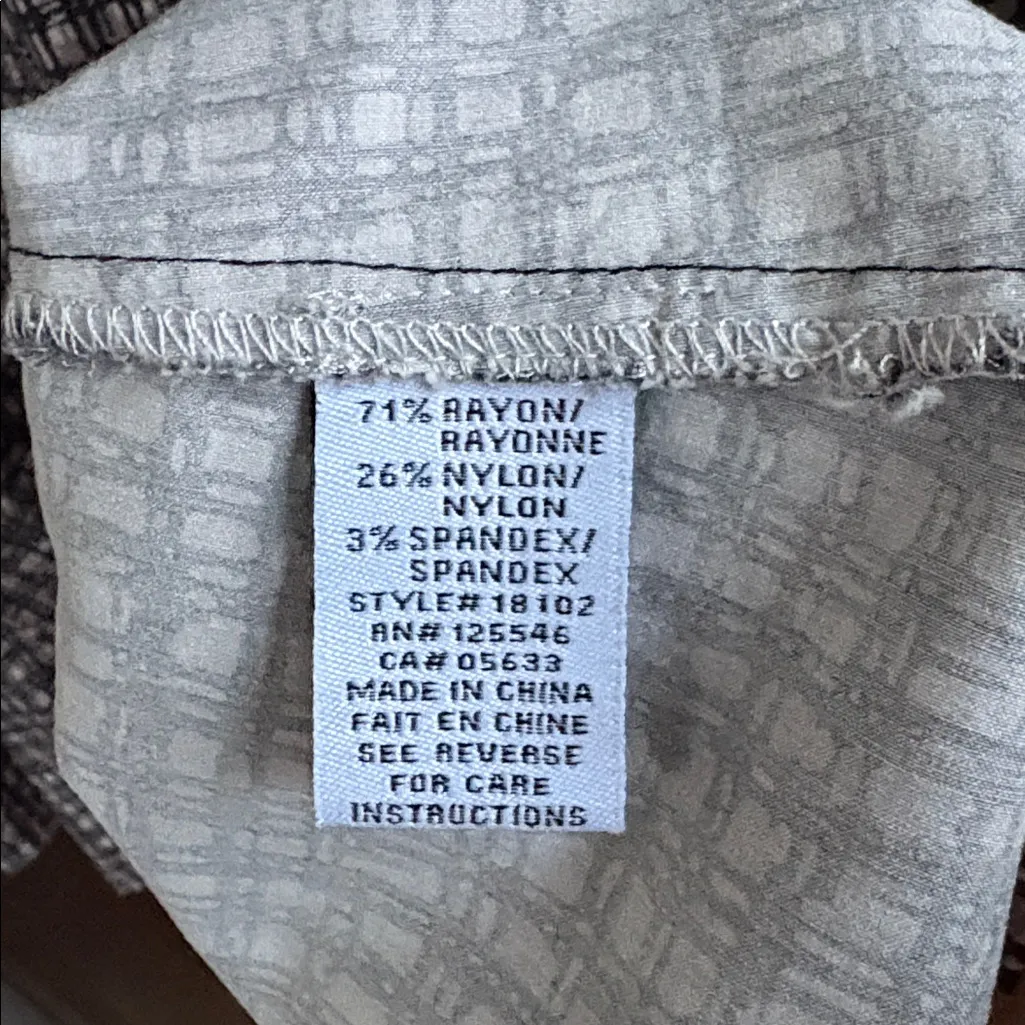 71% RAYON/
RAYONNE
26% NYLON/
NYLON
3% SPANDEX/
SPANDEX
STYLE# 18102
RN# 125546
CA# 05633
MADE IN CHINA
FAIT EN CHINE
SEE REVERSE
FOR CARE
INSTRUCTIONS